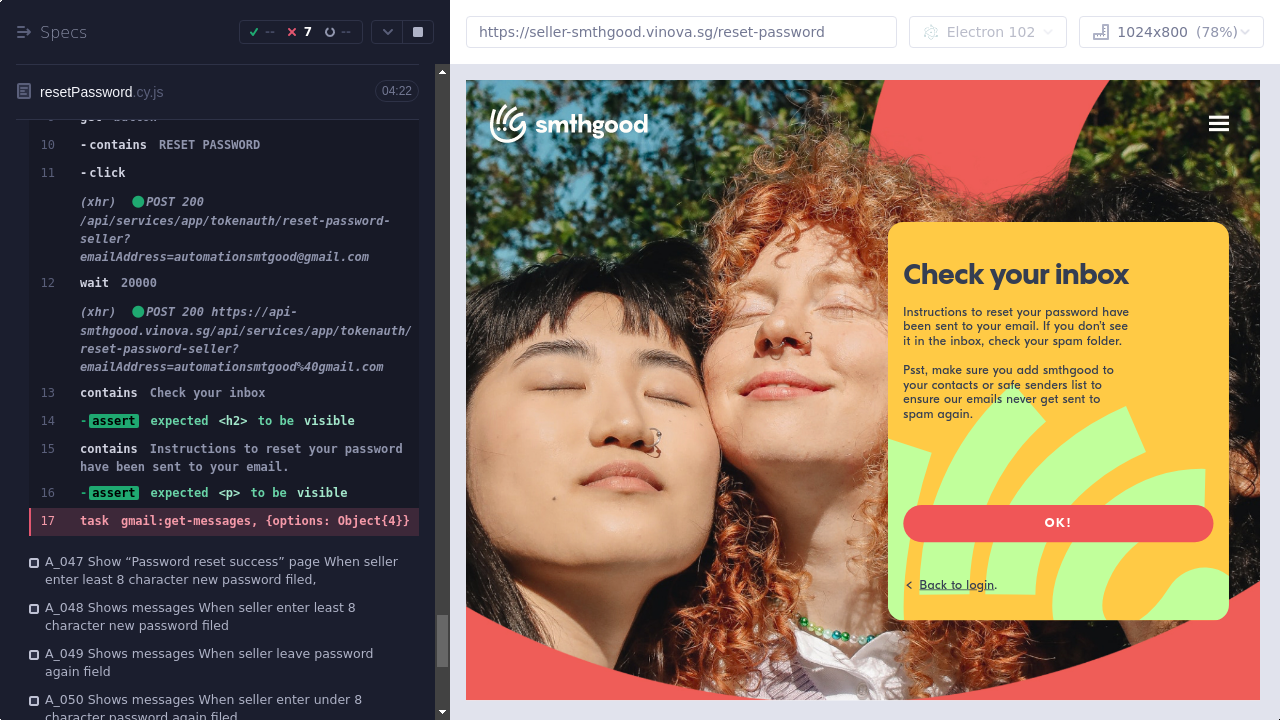 Specs
-- 7 --
https://seller-smthgood.vinova.sg/reset-password
Electron 102
1024x800 (78%)
resetPassword.cy.js
04:22
10 -contains RESET PASSWORD
11 -click
(xhr) POST 200
/api/services/app/tokenauth/reset-password-
seller?
emailAddress=automationsmtgood@gmail.com
12 wait 20000
(xhr) POST 200 https://api-
smthgood.vinova.sg/api/services/app/tokenauth/
reset-password-seller?
emailAddress=automationsmtgood%40gmail.com
13 contains Check your inbox
14 -assert expected <h2> to be visible
15 contains Instructions to reset your password
have been sent to your email.
16 -assert expected <p> to be visible
17 task gmail:get-messages, {options: Object{4}}
A_047 Show “Password reset success” page When seller
enter least 8 character new password filed,
A_048 Shows messages When seller enter least 8
character new password filed
A_049 Shows messages When seller leave password
again field
A_050 Shows messages When seller enter under 8
character password again filed
smthgood
Check your inbox
Instructions to reset your password have
been sent to your email. If you don't see
it in the inbox, check your spam folder.
Psst, make sure you add smthgood to
your contacts or safe senders list to
ensure our emails never get sent to
spam again.
OK!
< Back to login.